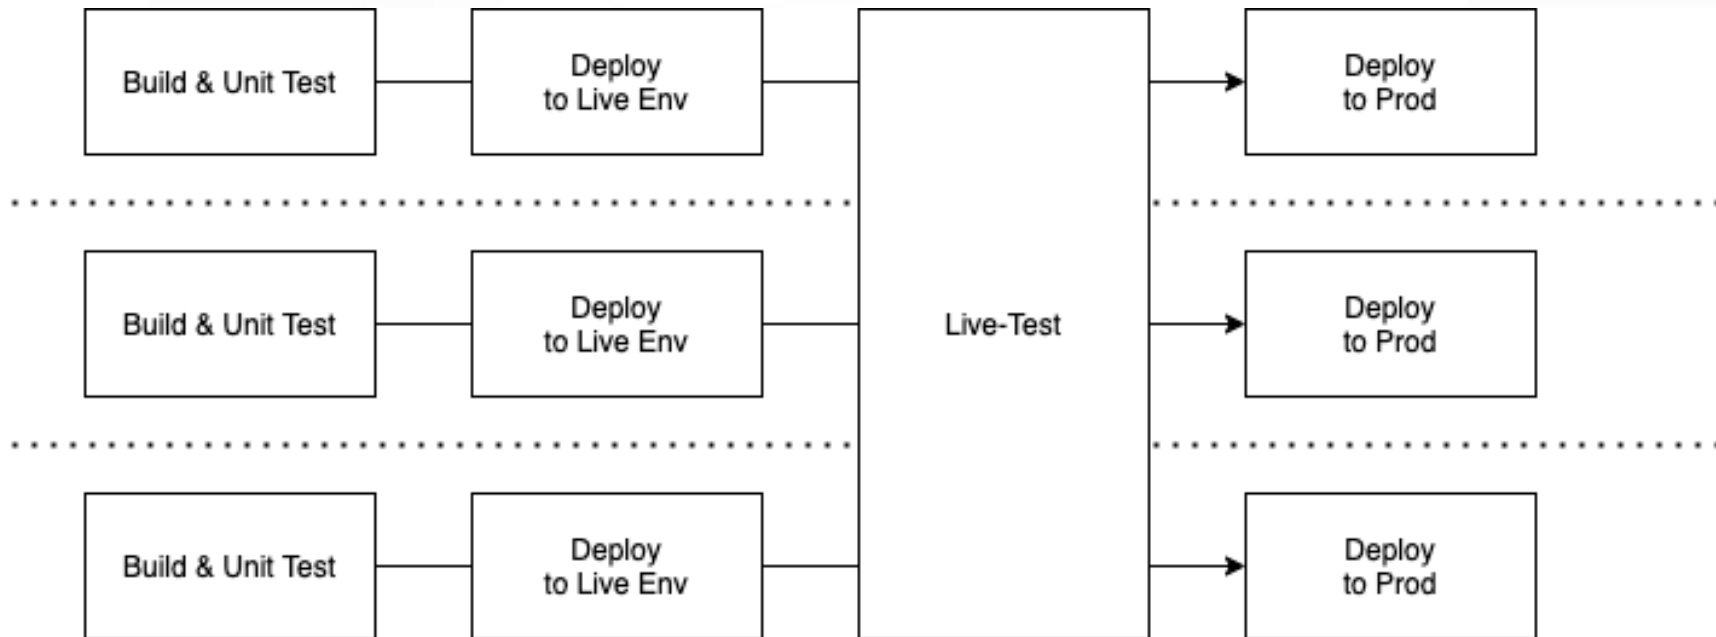 Build & Unit Test
Deploy
to Live Env
Deploy
to Prod
Build & Unit Test
Deploy
to Live Env
Live-Test
Deploy
to Prod
Build & Unit Test
Deploy
to Live Env
Deploy
to Prod